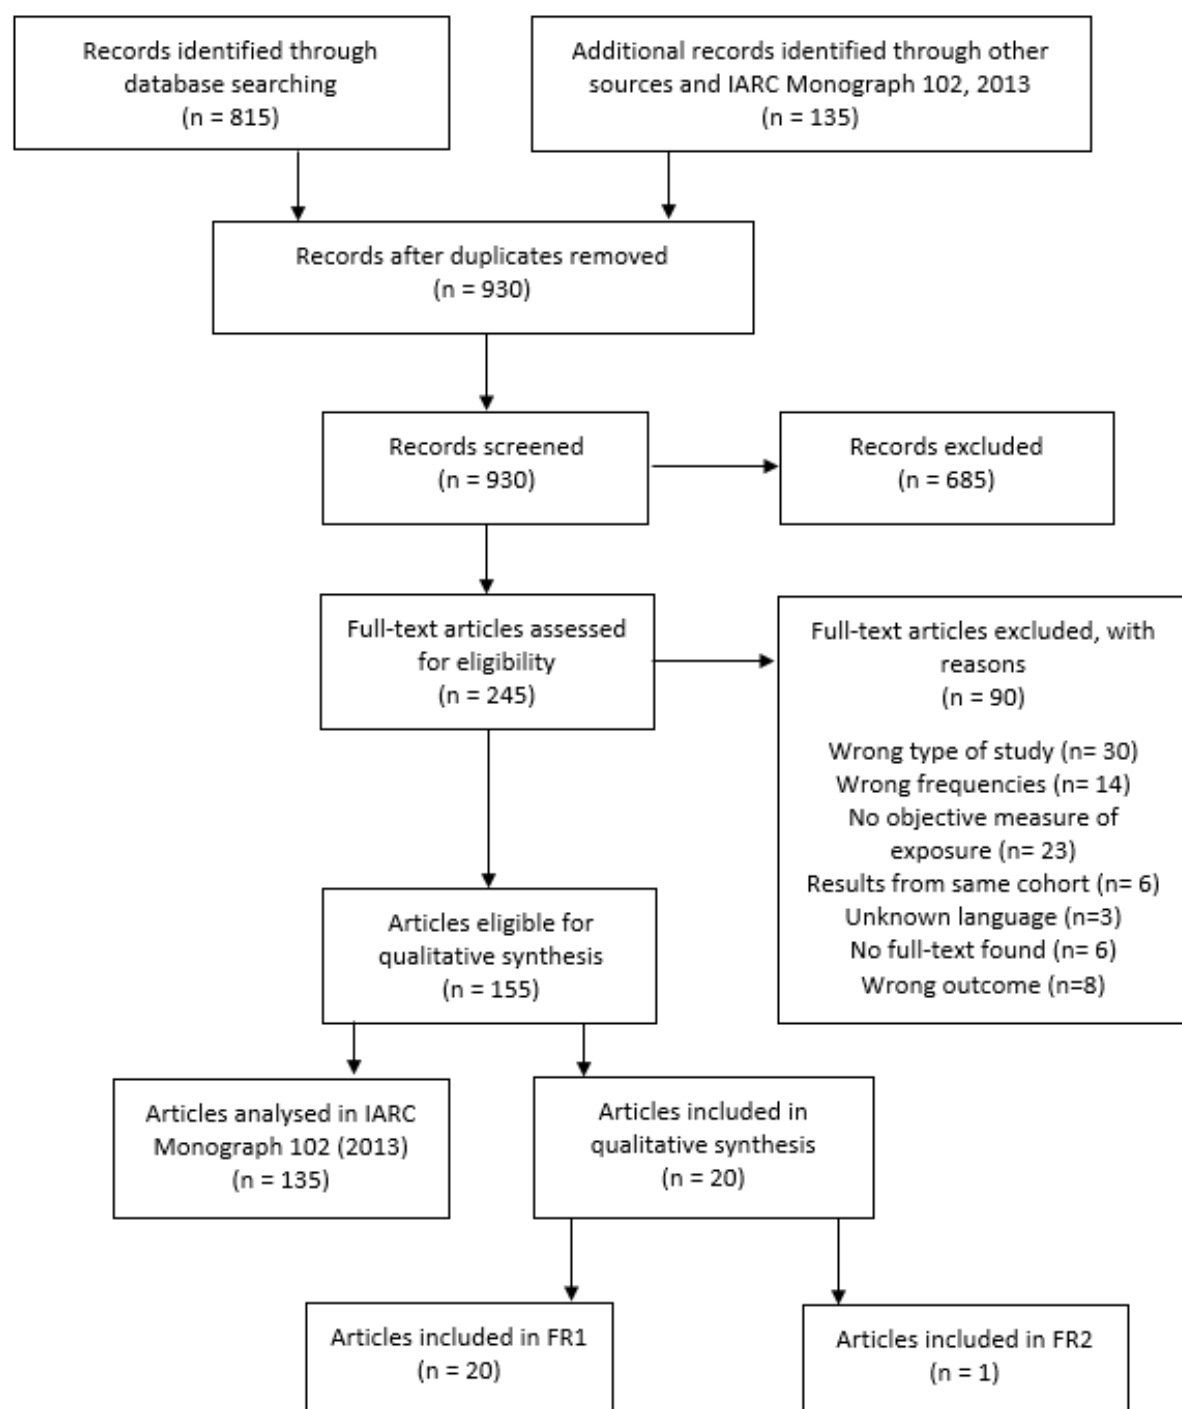 Records identified through
database searching
(n = 815)
Additional records identified through other
sources and IARC Monograph 102, 2013
(n = 135)
Records after duplicates removed
(n = 930)
Records screened
(n = 930)
Records excluded
(n = 685)
Full-text articles assessed
for eligibility
(n = 245)
Full-text articles excluded, with
reasons
(n = 90)
Wrong type of study (n= 30)
Wrong frequencies (n= 14)
No objective measure of
exposure (n= 23)
Results from same cohort (n= 6)
Unknown language (n=3)
No full-text found (n= 6)
Wrong outcome (n=8)
Articles eligible for
qualitative synthesis
(n = 155)
Articles analysed in IARC
Monograph 102 (2013)
(n = 135)
Articles included in
qualitative synthesis
(n = 20)
Articles included in FR1
(n = 20)
Articles included in FR2
(n = 1)